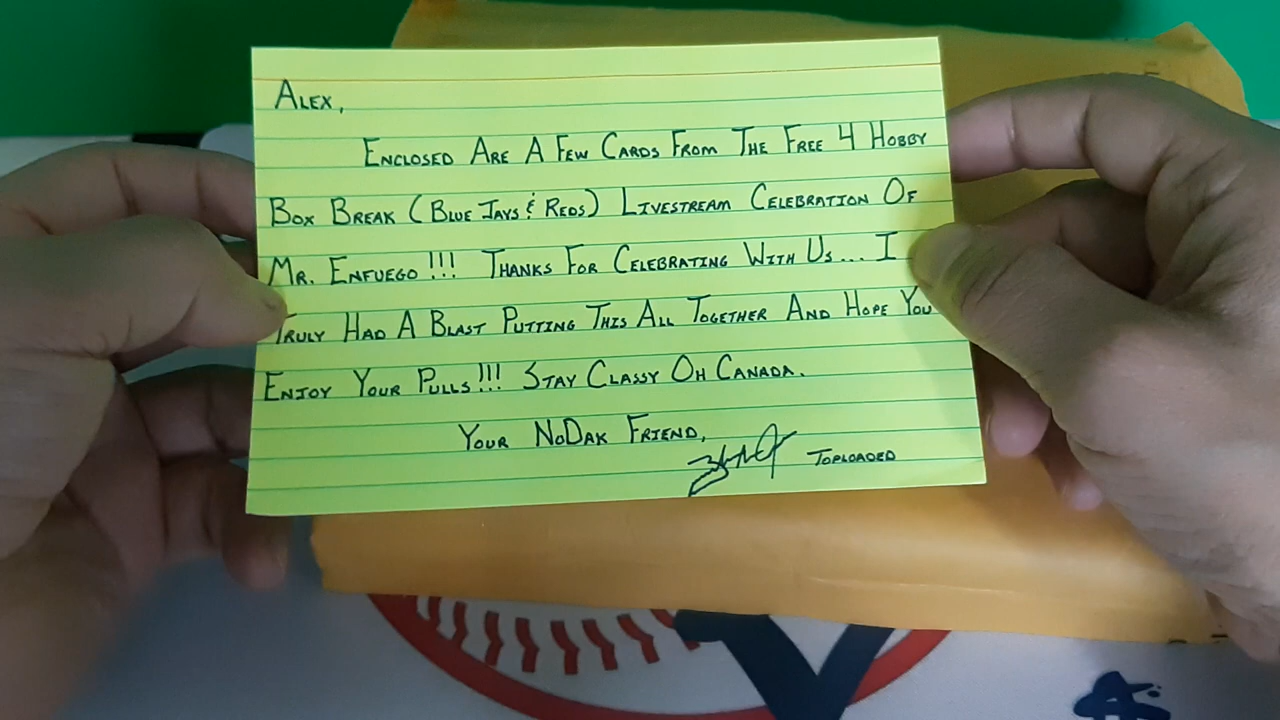 Alex,
Enclosed Are A Few Cards From The Free 4 Hobby
Box Break (Blue Jays & Reds) Livestream Celebration Of
Mr. Enfuego!!! Thanks For Celebrating With Us... I
Truly Had A Blast Putting This All Together And Hope You
Enjoy Your Pulls!!! Stay Classy Oh Canada.
Your NoDak Friend,
Toploaded